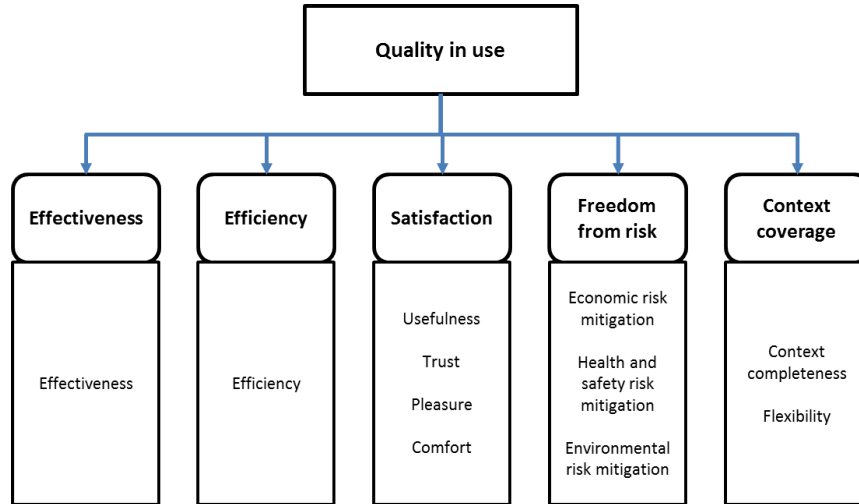 Quality in use
Effectiveness
Efficiency
Satisfaction
Freedom
from risk
Context
coverage
Effectiveness
Efficiency
Usefulness
Trust
Pleasure
Comfort
Economic risk
mitigation
Health and
safety risk
mitigation
Environmental
risk mitigation
Context
completeness
Flexibility